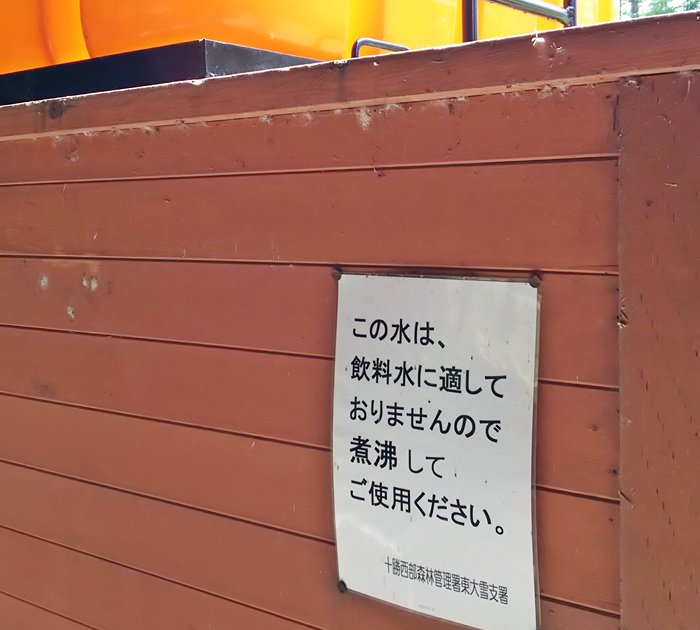 この水は、
飲料水に適して
おりませんので
煮沸 して
ご使用ください。
十勝西部森林管理署東大雪支署